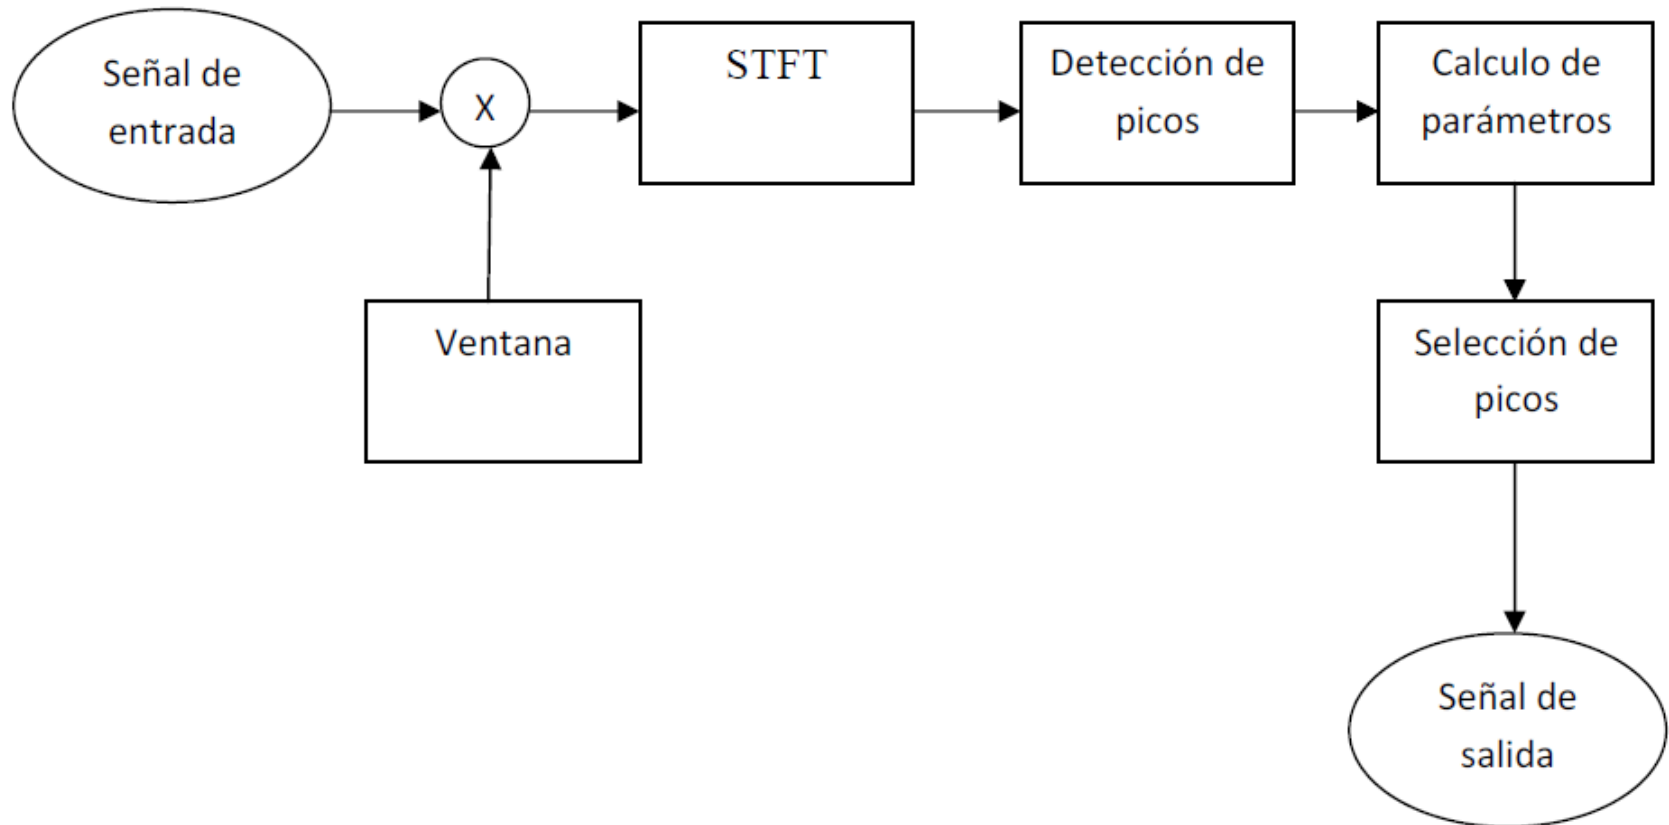 Señal de
entrada
X
STFT
Detección de
picos
Calculo de
parámetros
Ventana
Selección de
picos
Señal de
salida